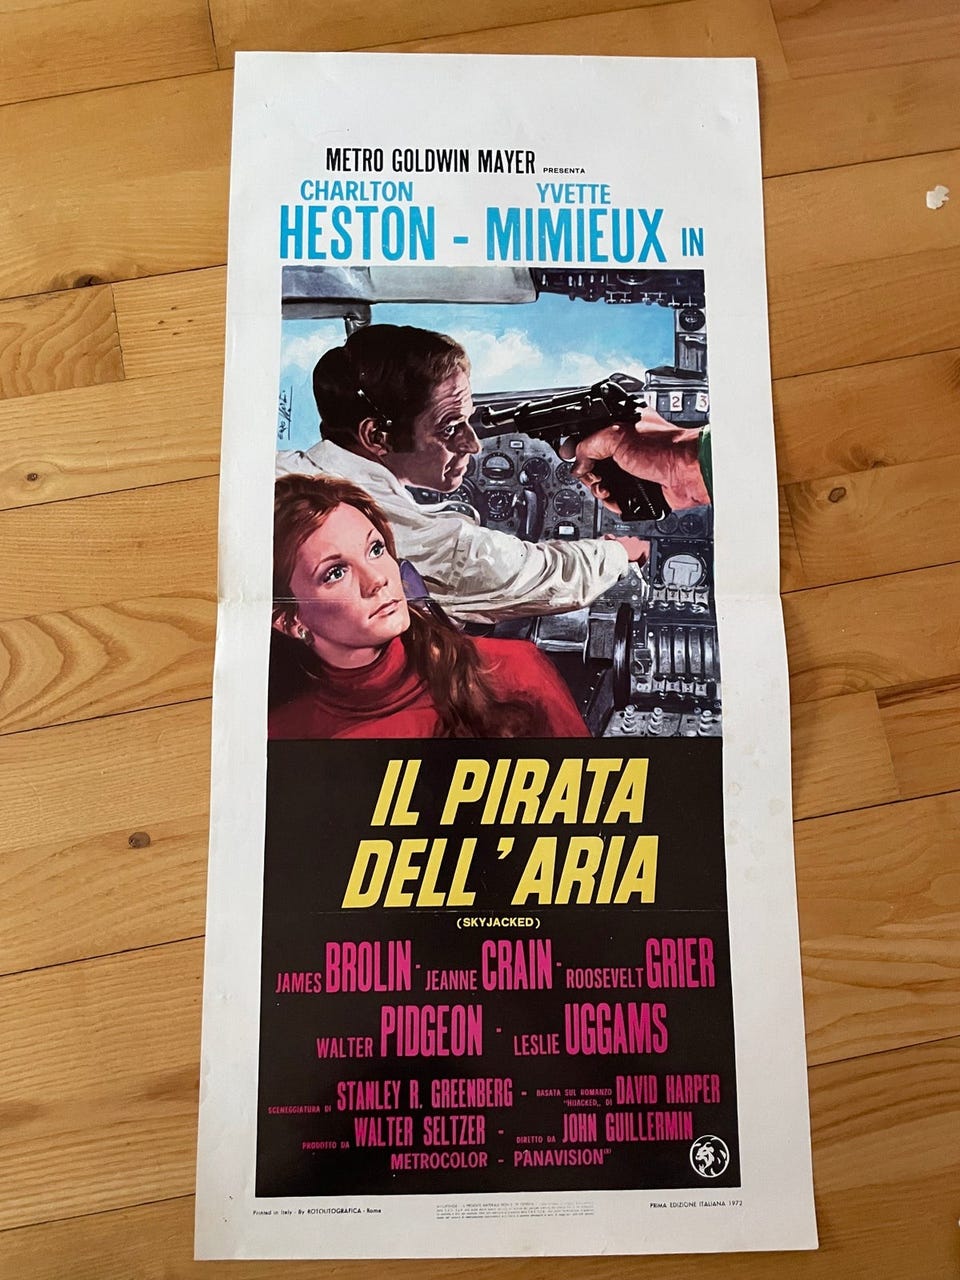 METRO GOLDWIN MAYER PRESENTA
CHARLTON YVETTE
HESTON - MIMIEUX IN
2 3
IL PIRATA
DELL'ARIA
(SKYJACKED)
JAMES BROLIN - JEANNE CRAIN - ROOSEVELT GRIER
WALTER PIDGEON - LESLIE UGGAMS
SCENEGGIATURA DI STANLEY R. GREENBERG - BASATA SUL ROMANZO "HIJACKED„ DI DAVID HARPER
PRODOTTO DA WALTER SELTZER - DIRETTO DA JOHN GUILLERMIN
METROCOLOR - PANAVISION(R)
Printed in Italy - By ROTOLITOGRAFICA - Roma
PRIMA EDIZIONE ITALIANA 1972